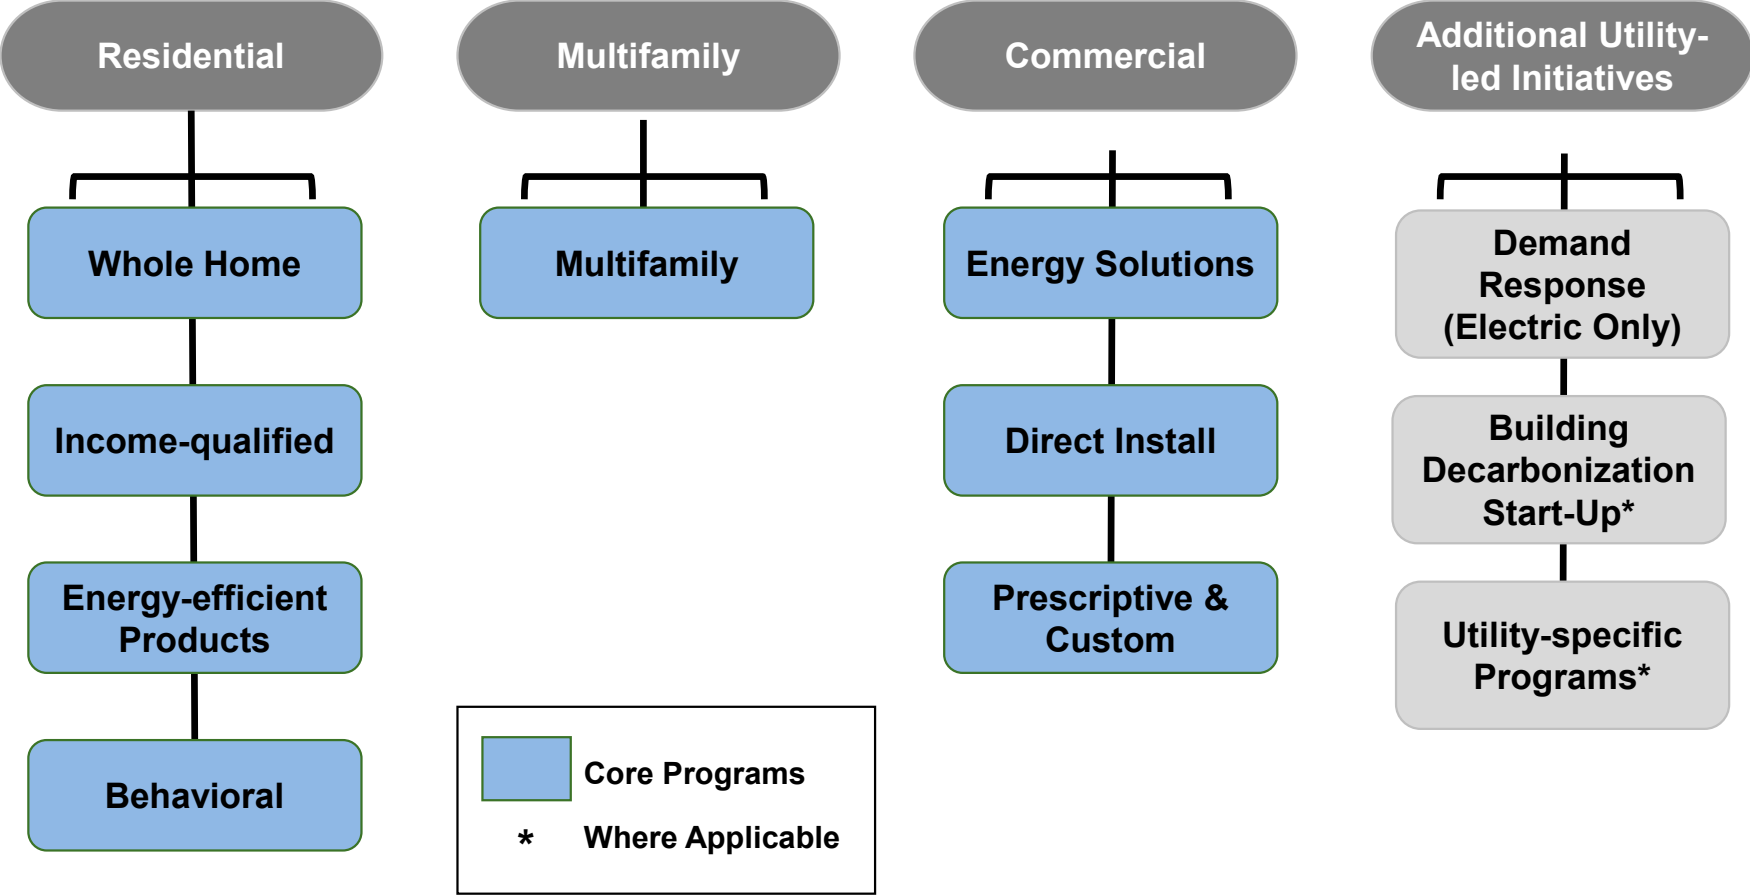 Residential
Whole Home
Income-qualified
Energy-efficient
Products
Behavioral
Multifamily
Multifamily
Commercial
Energy Solutions
Direct Install
Prescriptive &
Custom
Additional Utility-
led Initiatives
Demand
Response
(Electric Only)
Building
Decarbonization
Start-Up*
Utility-specific
Programs*
Core Programs
* Where Applicable